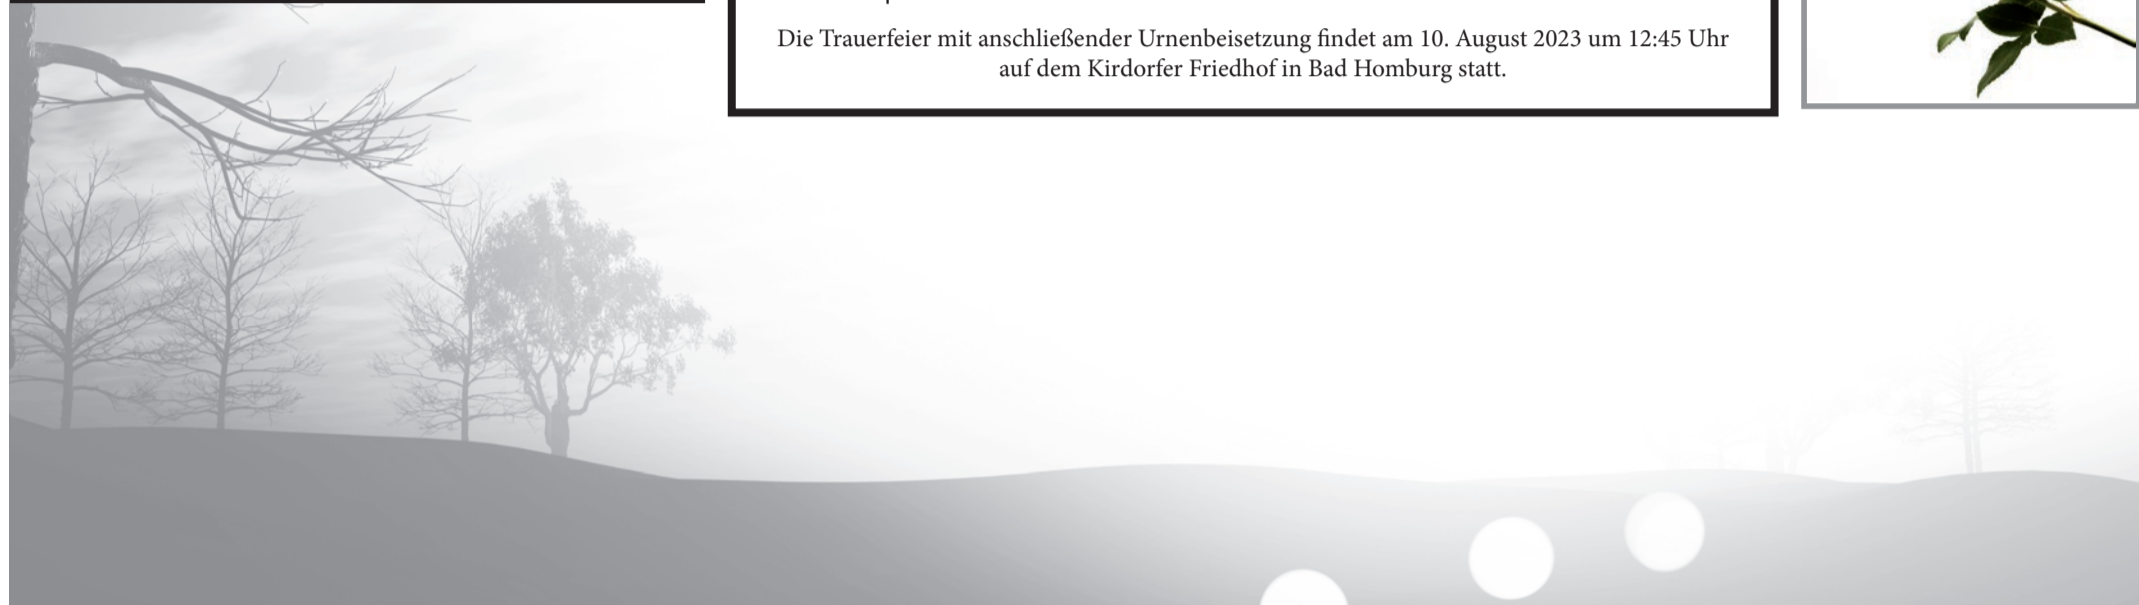 Die Trauerfeier mit anschließender Urnenbeisetzung findet am 10. August 2023 um 12:45 Uhr
auf dem Kirdorfer Friedhof in Bad Homburg statt.